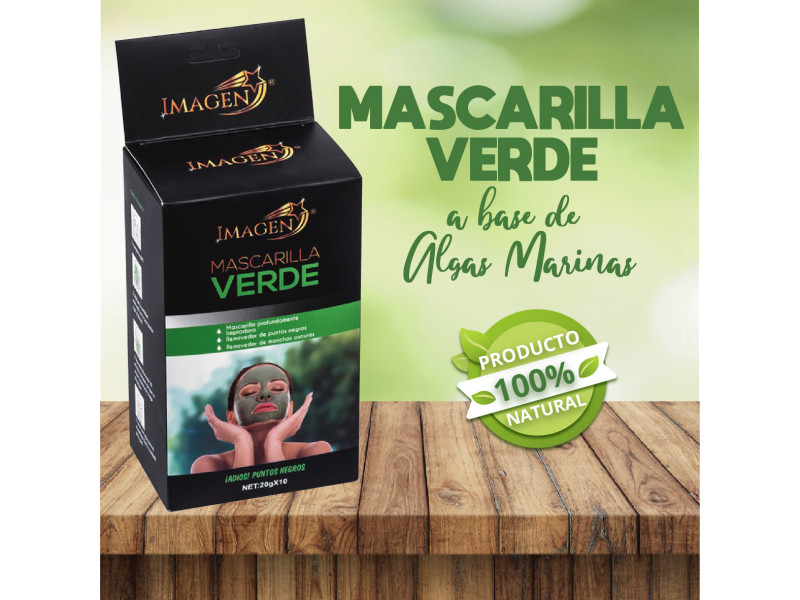 IMAGEN®
IMAGEN®
IMAGEN®
MASCARILLA
VERDE
Mascarilla profundamente
limpiadora
Removedor de puntos negros
Removedor de manchas oscuras
¡ADIOS! PUNTOS NEGROS
NET:20gX10
MASCARILLA
VERDE
a base de
Algas Marinas
PRODUCTO
100%
NATURAL